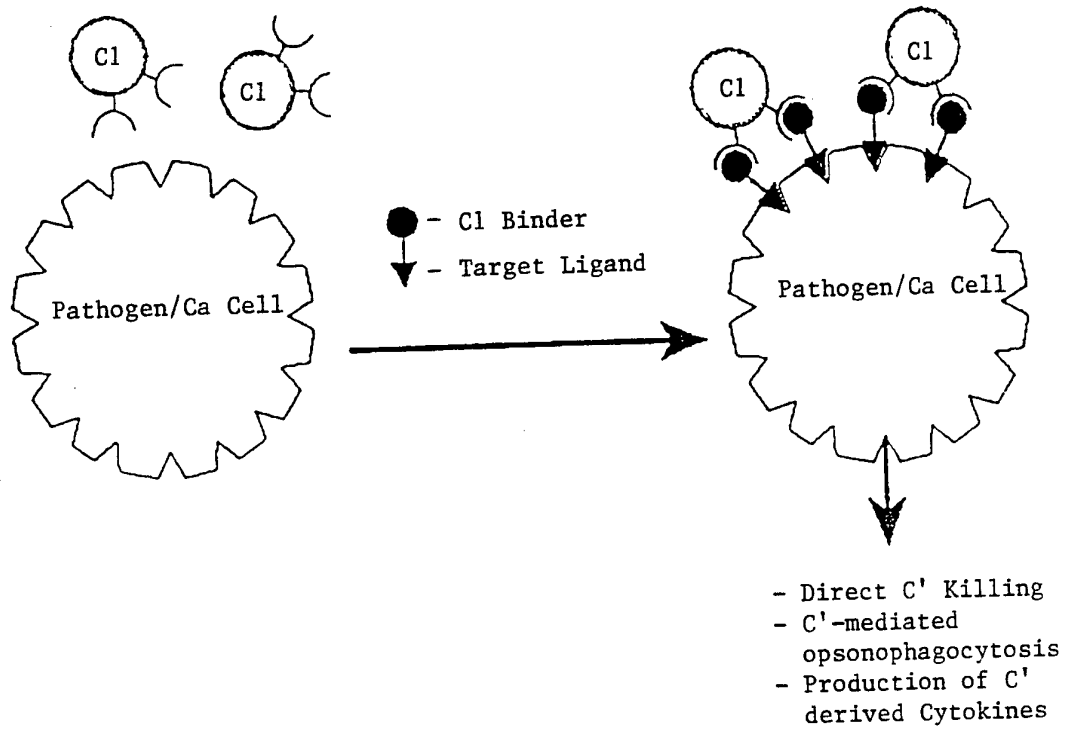 C1
C1
C1
C1
- C1 Binder
- Target Ligand
Pathogen/Ca Cell
Pathogen/Ca Cell
- Direct C' Killing
- C'-mediated
opsonophagocytosis
- Production of C'
derived Cytokines